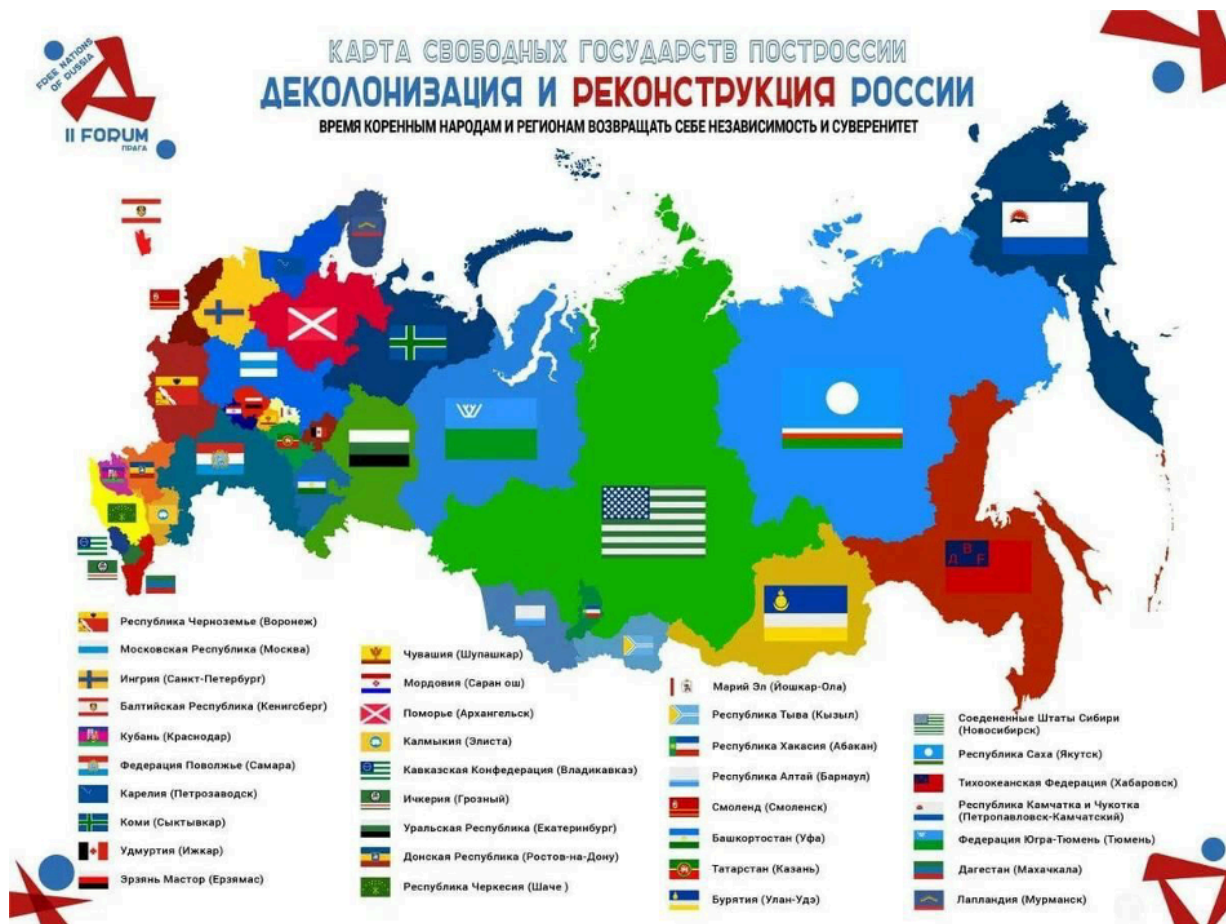 FREE NATIONS
OF RUSSIA
II FORUM
ПРАГА
КАРТА СВОБОДНЫХ ГОСУДАРСТВ ПОСТРОССИИ
ДЕКОЛОНИЗАЦИЯ И РЕКОНСТРУКЦИЯ РОССИИ
ВРЕМЯ КОРЕННЫМ НАРОДАМ И РЕГИОНАМ ВОЗВРАЩАТЬ СЕБЕ НЕЗАВИСИМОСТЬ И СУВЕРЕНИТЕТ
Д В Р
Республика Черноземье (Воронеж)
Московская Республика (Москва)
Ингрия (Санкт-Петербург)
Балтийская Республика (Кенигсберг)
Кубань (Краснодар)
Федерация Поволжье (Самара)
Карелия (Петрозаводск)
Коми (Сыктывкар)
Удмуртия (Ижкар)
Эрзянь Мастор (Ерзямас)
Чувашия (Шупашкар)
Мордовия (Саран ош)
Поморье (Архангельск)
Калмыкия (Элиста)
Кавказская Конфедерация (Владикавказ)
Ичкерия (Грозный)
Уральская Республика (Екатеринбург)
Донская Республика (Ростов-на-Дону)
Республика Черкесия (Шаче )
Марий Эл (Йошкар-Ола)
Республика Тыва (Кызыл)
Республика Хакасия (Абакан)
Республика Алтай (Барнаул)
Смоленд (Смоленск)
Башкортостан (Уфа)
Татарстан (Казань)
Бурятия (Улан-Удэ)
Соедененные Штаты Сибири
(Новосибирск)
Республика Саха (Якутск)
Тихоокеанская Федерация (Хабаровск)
Республика Камчатка и Чукотка
(Петропавловск-Камчатский)
Федерация Югра-Тюмень (Тюмень)
Дагестан (Махачкала)
Лапландия (Мурманск)